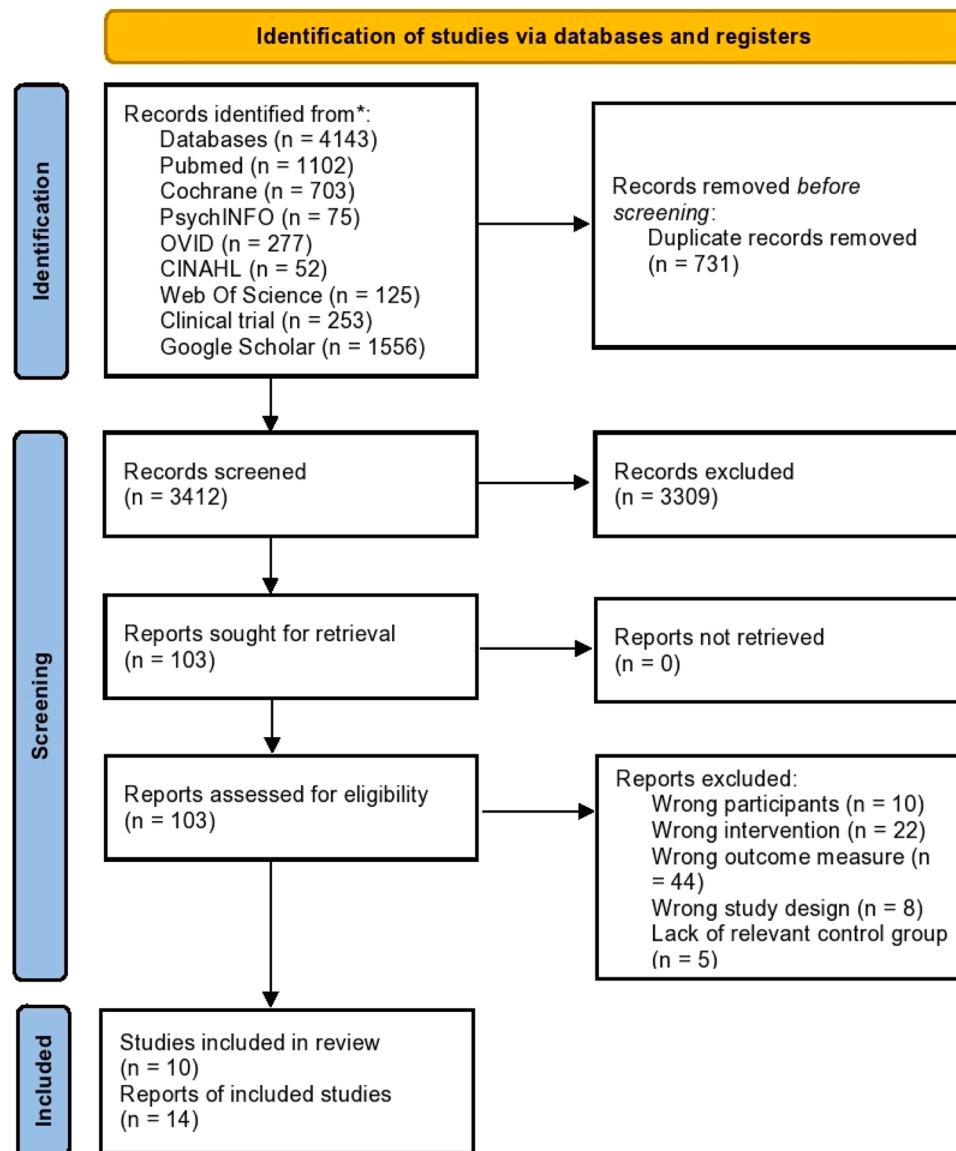 Identification of studies via databases and registers
Identification
Records identified from*:
Databases (n = 4143)
Pubmed (n = 1102)
Cochrane (n = 703)
PsychINFO (n = 75)
OVID (n = 277)
CINAHL (n = 52)
Web Of Science (n = 125)
Clinical trial (n = 253)
Google Scholar (n = 1556)
Records removed before
screening:
Duplicate records removed
(n = 731)
Screening
Records screened
(n = 3412)
Records excluded
(n = 3309)
Reports sought for retrieval
(n = 103)
Reports not retrieved
(n = 0)
Reports assessed for eligibility
(n = 103)
Reports excluded:
Wrong participants (n = 10)
Wrong intervention (n = 22)
Wrong outcome measure (n
= 44)
Wrong study design (n = 8)
Lack of relevant control group
(n = 5)
Included
Studies included in review
(n = 10)
Reports of included studies
(n = 14)